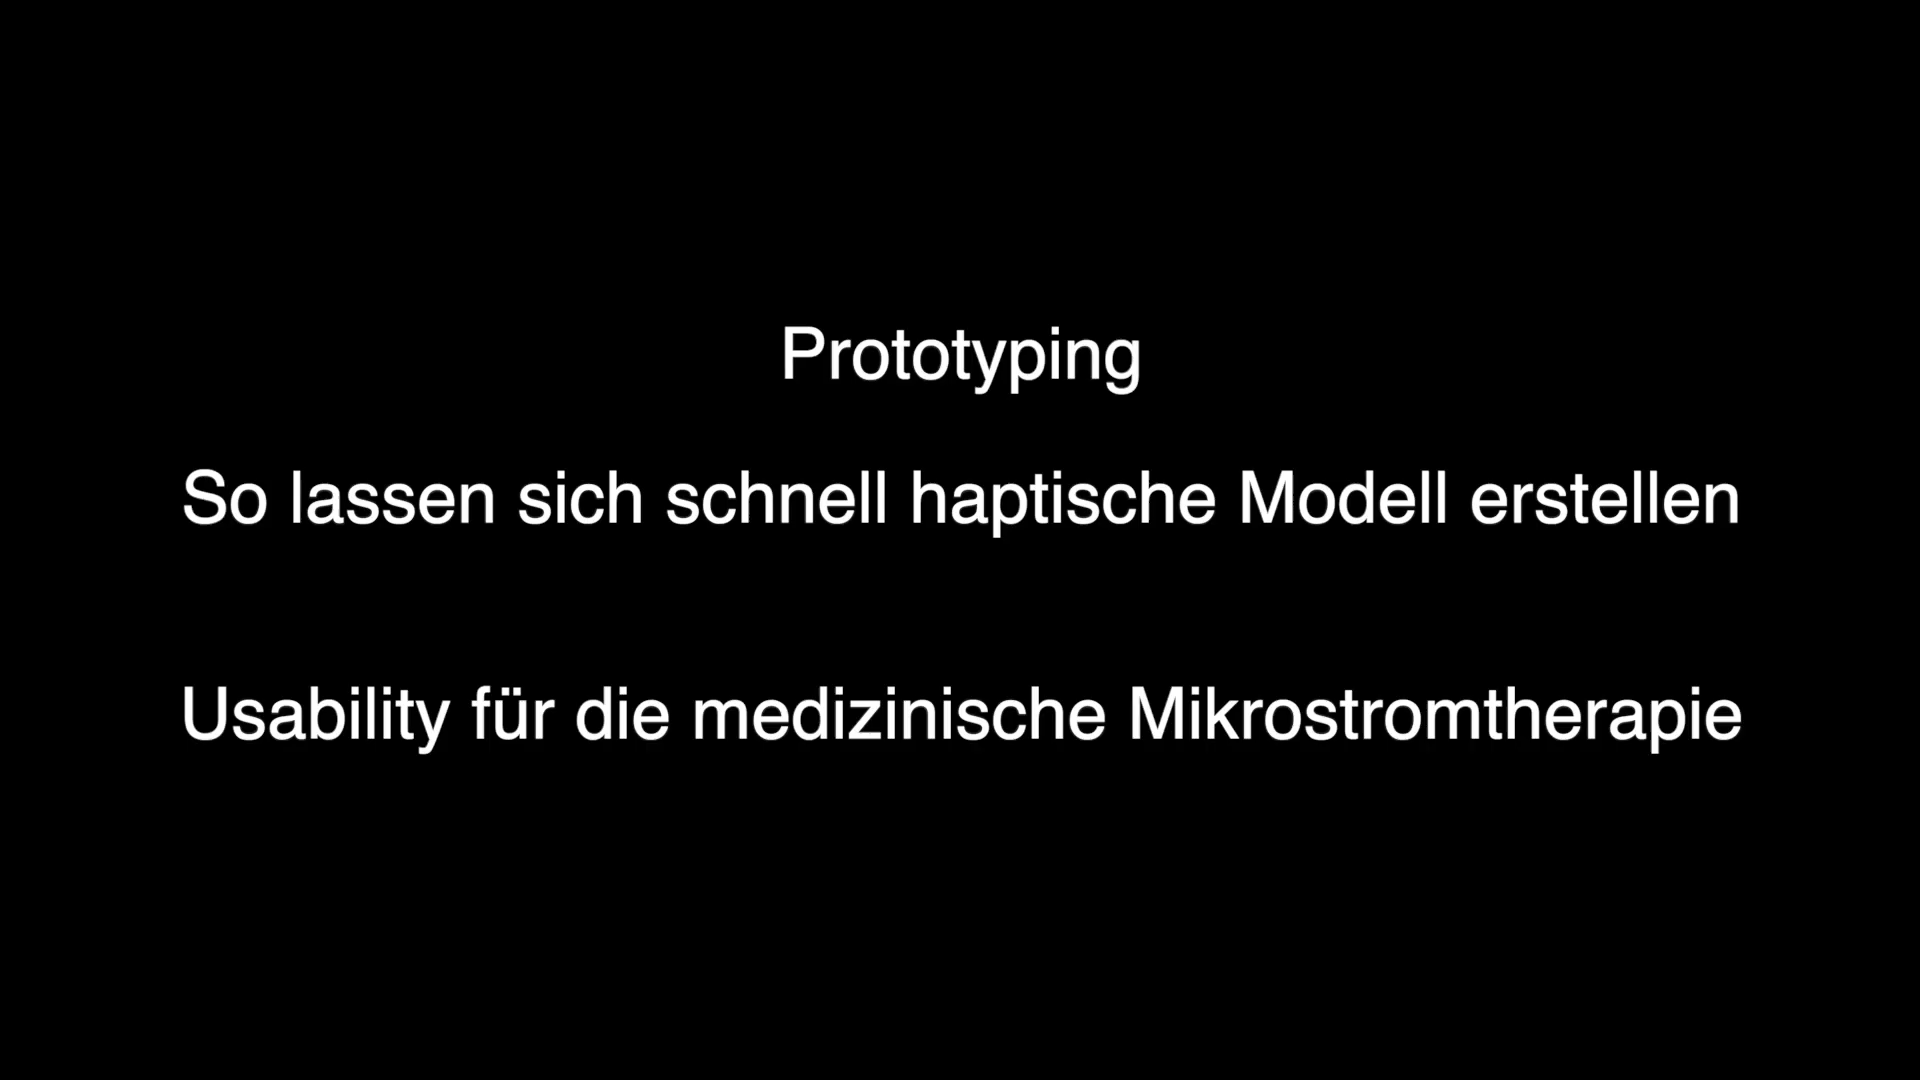 Prototyping
So lassen sich schnell haptische Modell erstellen
Usability für die medizinische Mikrostromtherapie